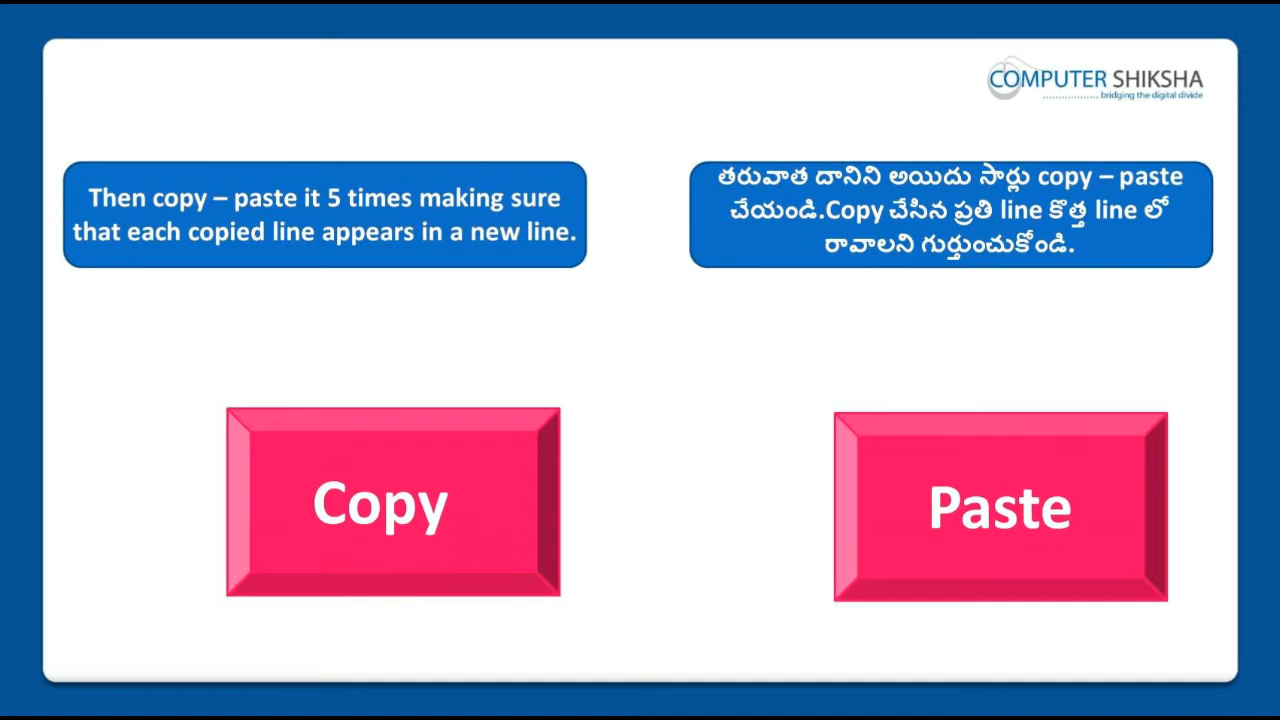 COMPUTER SHIKSHA
bridging the digital divide
Then copy – paste it 5 times making sure
that each copied line appears in a new line.
తరువాత దానిని అయిదు సార్లు copy – paste
చేయండి.Copy చేసిన ప్రతి line కొత్త line లో
రావాలని గుర్తుంచుకోండి.
Copy
Paste